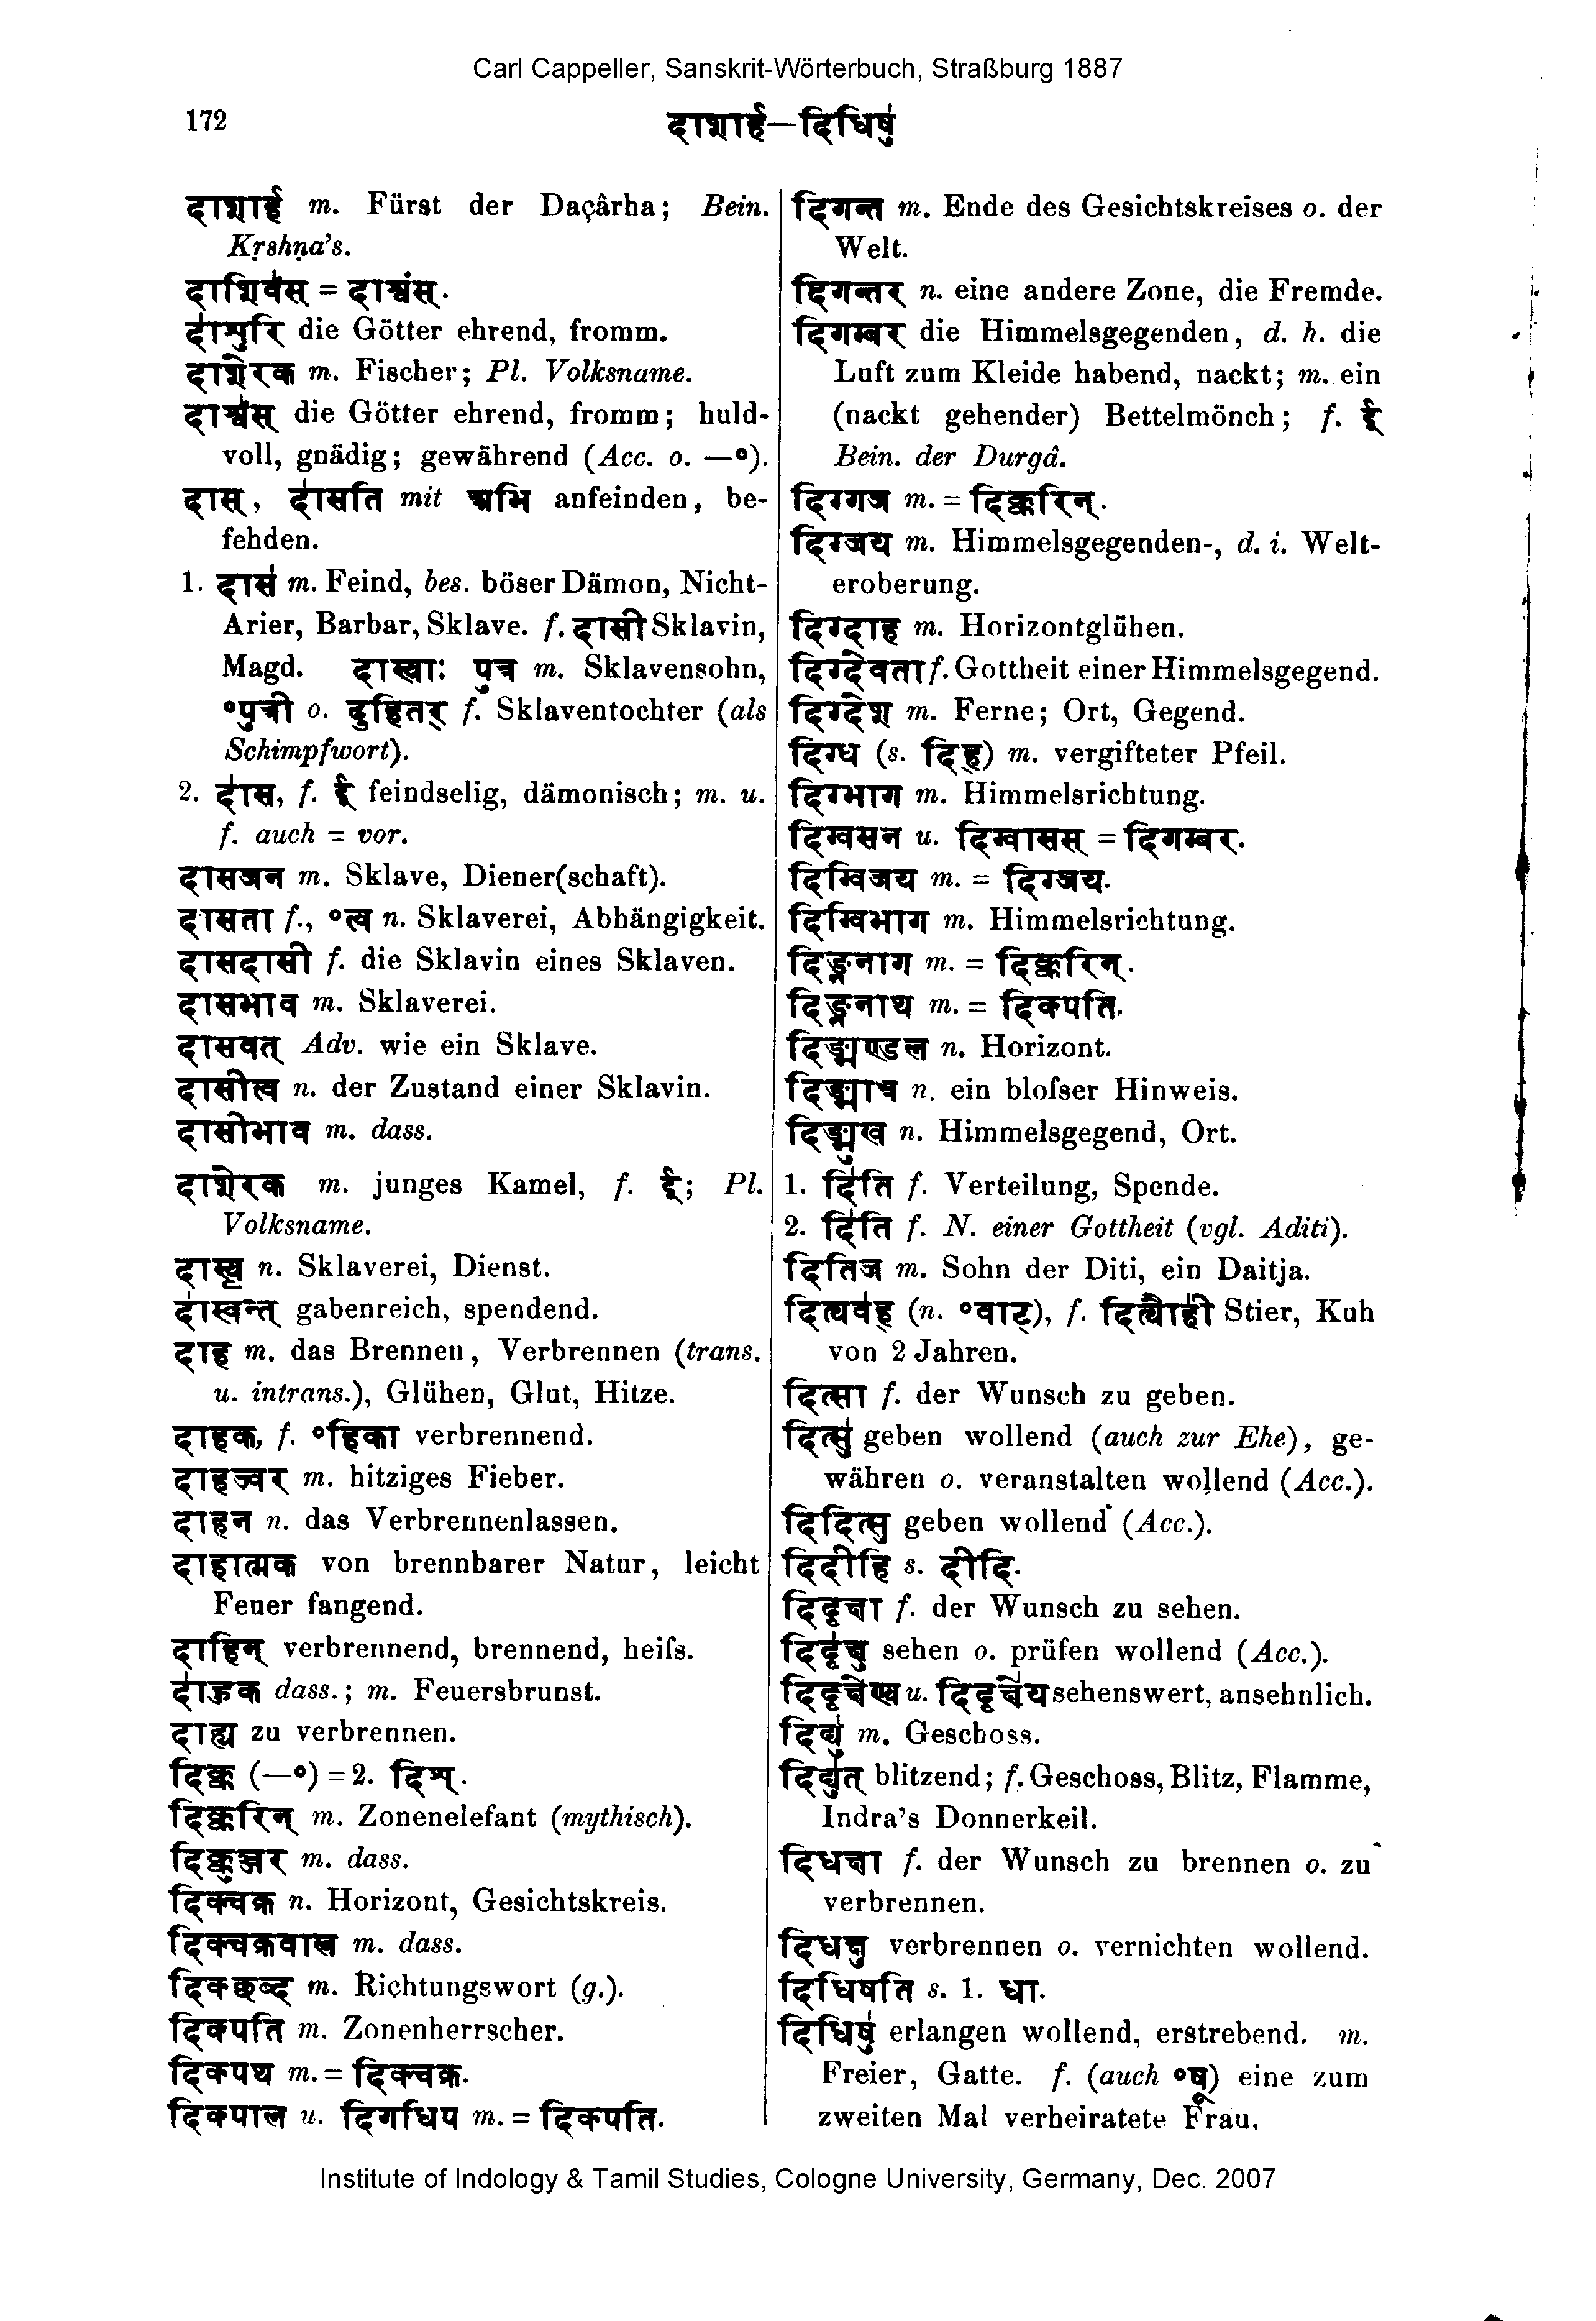 Carl Cappeller, Sanskrit-Wörterbuch, Straßburg 1887
172
दाशार्ह—दिधिषु॑
दाशार्ह m. Fürst der Daçârha; Bein.
Kṛshṇa's.
दाशिवंस् = दाश्वंस्.
दाशुरि die Götter ehrend, fromm.
दाशेरक m. Fischer; Pl. Volksname.
दाश्वंस् die Götter ehrend, fromm; huld-
voll, gnädig; gewährend (Acc. o. —°).
दास्, दा॑सति mit अभि anfeinden, be-
fehden.
1. दास॑ m. Feind, bes. böser Dämon, Nicht-
Arier, Barbar, Sklave. f. दासी Sklavin,
Magd. दास्याः पुत्र m. Sklavensohn,
°पुत्री o. दुहितर् f. Sklaventochter (als
Schimpfwort).
2. दा॑स, f. ई feindselig, dämonisch; m. u.
f. auch = vor.
दासजन m. Sklave, Diener(schaft).
दासता f., °त्व n. Sklaverei, Abhängigkeit.
दासदासी f. die Sklavin eines Sklaven.
दासभाव m. Sklaverei.
दासवत् Adv. wie ein Sklave.
दासीत्व n. der Zustand einer Sklavin.
दासीभाव m. dass.
दाशेरक m. junges Kamel, f. ई; Pl.
Volksname.
दास्य n. Sklaverei, Dienst.
दा॑स्वन्त् gabenreich, spendend.
दाह m. das Brennen, Verbrennen (trans.
u. intrans.), Glühen, Glut, Hitze.
दाहक, f. °हिका verbrennend.
दाहज्वर m. hitziges Fieber.
दाहन n. das Verbrennenlassen.
दाहात्मक von brennbarer Natur, leicht
Feuer fangend.
दाहिन् verbrennend, brennend, heiſs.
दा॑हुक dass.; m. Feuersbrunst.
दाह्य zu verbrennen.
दिक्क (—°) = 2. दिश्.
दिक्करिन् m. Zonenelefant (mythisch).
दिक्कुञ्जर m. dass.
दिक्चक्र n. Horizont, Gesichtskreis.
दिक्चक्रवाल m. dass.
दिक्छब्द m. Richtungswort (g.).
दिक्पति m. Zonenherrscher.
दिक्पथ m. = दिक्चक्र.
दिक्पाल u. दिगधिप m. = दिक्पति.
दिगन्त m. Ende des Gesichtskreises o. der
Welt.
दिगन्तर n. eine andere Zone, die Fremde.
दिगम्बर die Himmelsgegenden, d. h. die
Luft zum Kleide habend, nackt; m. ein
(nackt gehender) Bettelmönch; f. ई
Bein. der Durgâ.
दिग्गज m. = दिक्करिन्.
दिग्जय m. Himmelsgegenden-, d. i. Welt-
eroberung.
दिग्दाह m. Horizontglühen.
दिग्देवता f. Gottheit einer Himmelsgegend.
दिग्देश m. Ferne; Ort, Gegend.
दिग्ध (s. दिह्) m. vergifteter Pfeil.
दिग्भाग m. Himmelsrichtung.
दिग्वसन u. दिग्वासस् = दिगम्बर.
दिग्विजय m. = दिग्जय.
दिग्विभाग m. Himmelsrichtung.
दिङ्नाग m. = दिक्करिन्.
दिङ्नाथ m. = दिक्पति.
दिङ्मण्डल n. Horizont.
दिङ्मात्र n. ein bloſser Hinweis.
दिङ्मुख n. Himmelsgegend, Ort.
1. दि॑ति f. Verteilung, Spende.
2. दि॑ति f. N. einer Gottheit (vgl. Aditi).
दितिज m. Sohn der Diti, ein Daitja.
दित्यवह्॑ (n. °वाट्), f. दित्यौही॑ Stier, Kuh
von 2 Jahren.
दित्सा f. der Wunsch zu geben.
दित्सु॑ geben wollend (auch zur Ehe), ge-
währen o. veranstalten wollend (Acc.).
दिदित्सु geben wollend (Acc.).
दिदीहि s. दीदि.
दिदृक्षा f. der Wunsch zu sehen.
दिदृ॑क्षु sehen o. prüfen wollend (Acc.).
दिदृक्षेण्य u. दिदृक्षे॑य sehenswert, ansehnlich.
दिद्यु॑ m. Geschoss.
दिद्यु॑त् blitzend; f. Geschoss, Blitz, Flamme,
Indra's Donnerkeil.
दिधक्षा f. der Wunsch zu brennen o. zu
verbrennen.
दिधक्षु verbrennen o. vernichten wollend.
दिधिषति s. 1. धा.
दिधिषु॑ erlangen wollend, erstrebend. m.
Freier, Gatte. f. (auch °षू) eine zum
zweiten Mal verheiratete Frau.
Institute of Indology & Tamil Studies, Cologne University, Germany, Dec. 2007